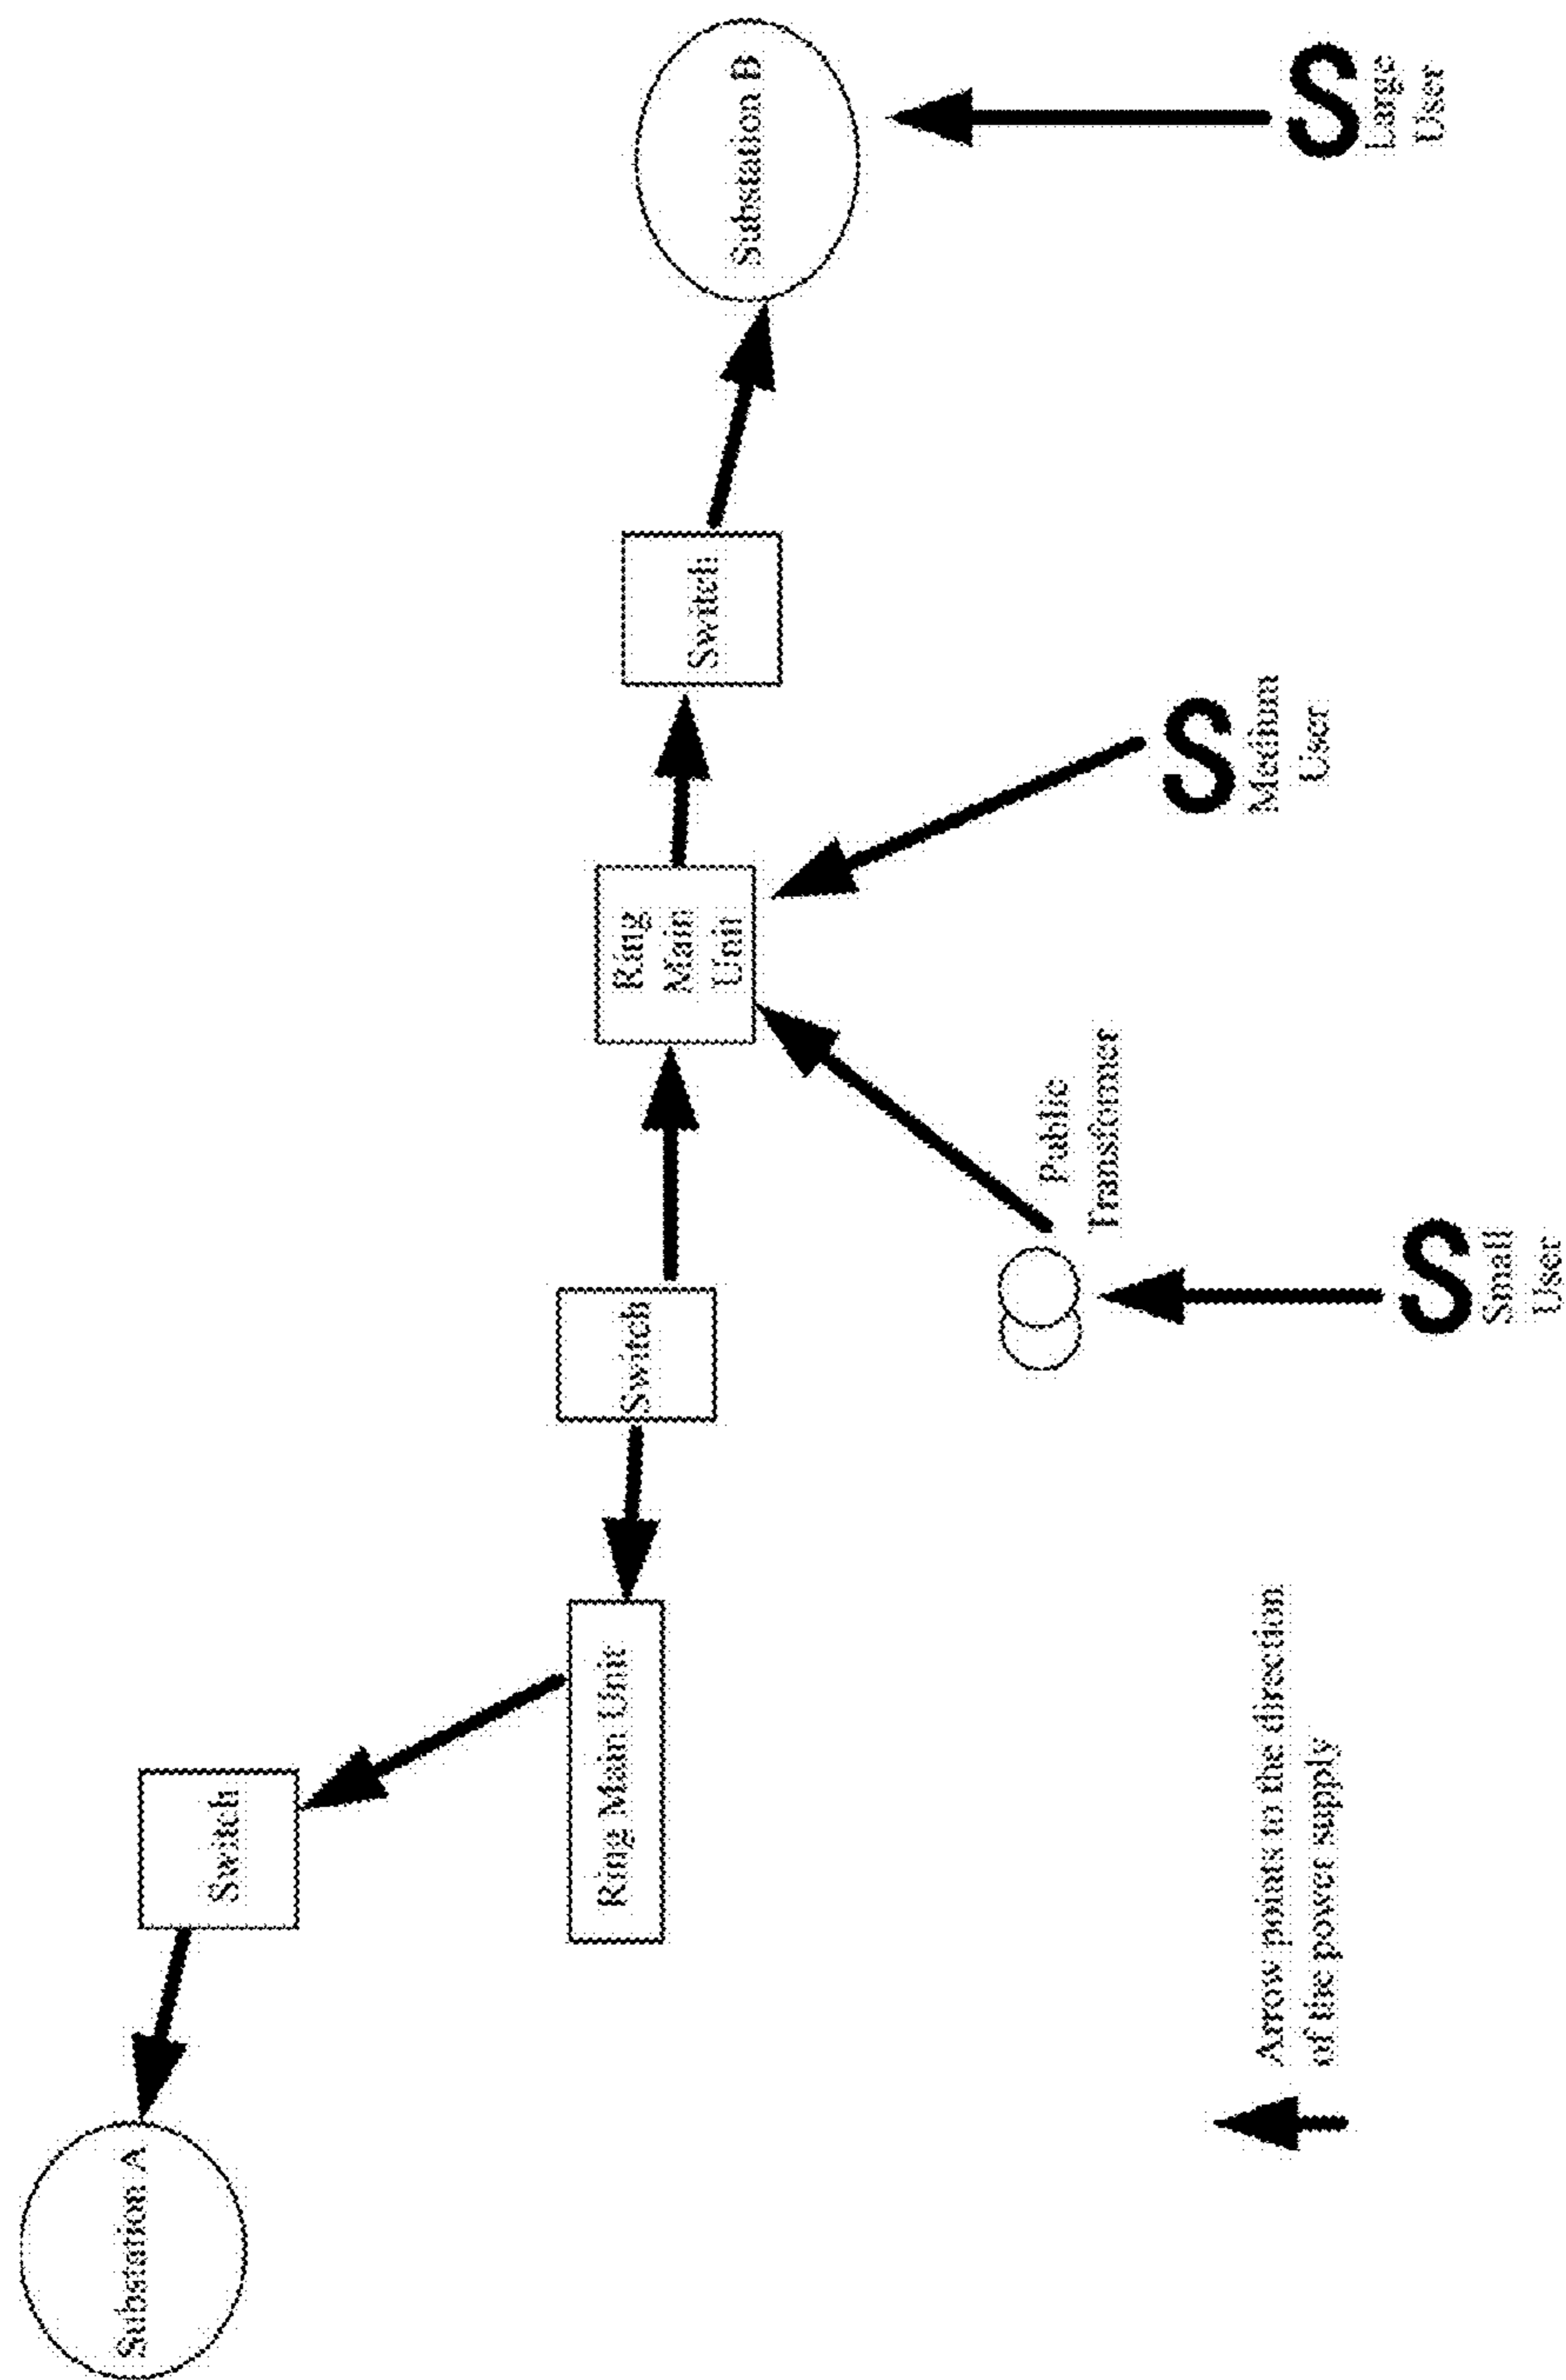 Substation A
Switch
Ring Main Unit
Switch
Ring
Main
Unit
Switch
Substation B
Public
Transfomer
S
Small
User
S
Medium
User
S
Large
User
Arrow points to the direction
of the power supply